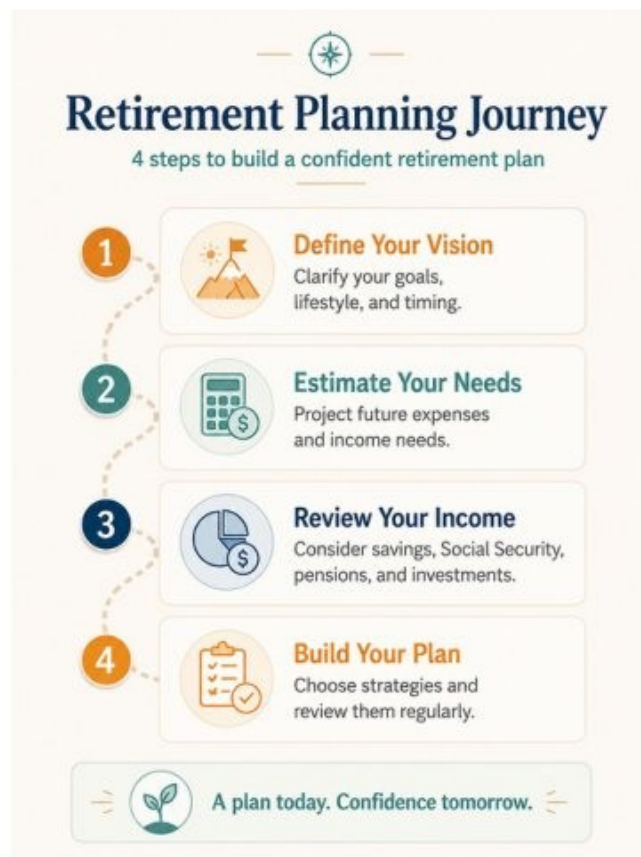 Retirement Planning Journey
4 steps to build a confident retirement plan
1
Define Your Vision
Clarify your goals,
lifestyle, and timing.
2
$
Estimate Your Needs
Project future expenses
and income needs.
3
$
Review Your Income
Consider savings, Social Security,
pensions, and investments.
4
Build Your Plan
Choose strategies and
review them regularly.
A plan today. Confidence tomorrow.